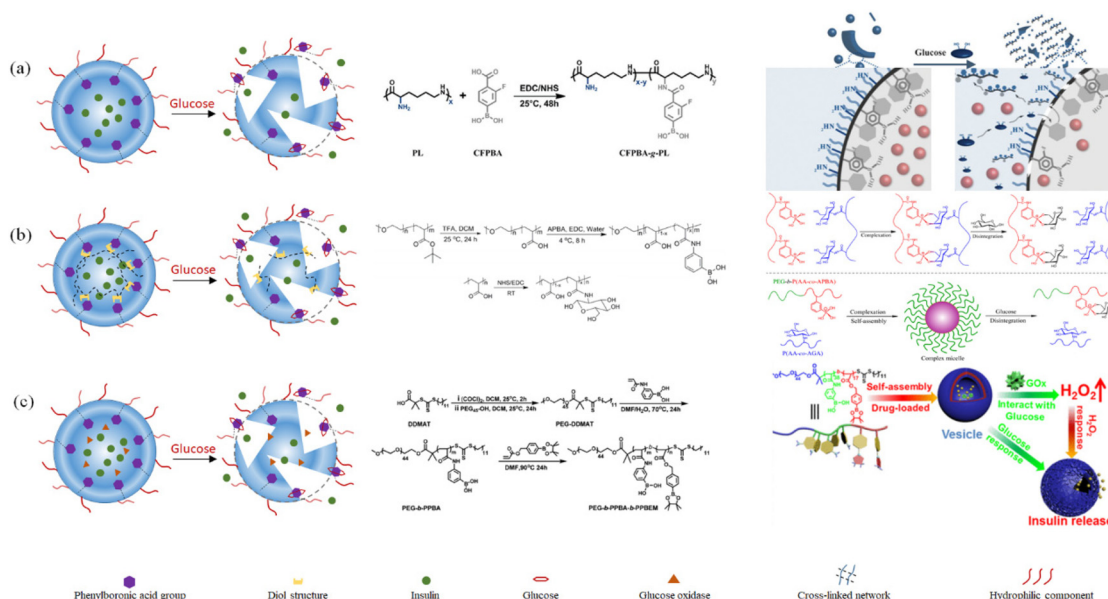 (a)
Glucose
PL
CFPBA
EDC/NHS
25°C, 48h
CFPBA-g-PL
Glucose
(b)
Glucose
TFA, DCM
25 °C, 24 h
APBA, EDC, Water
4 °C, 8 h
NHS/EDC
RT
Complexation
Disintegration
PEG-b-P(AA-co-APBA)
P(AA-co-AGA)
Complexation
Self-assembly
Complex micelle
Glucose
Disintegration
(c)
Glucose
DDMAT
i (COCl)2, DCM, 25°C, 2h
ii PEG45-OH, DCM, 25°C, 24h
PEG-DDMAT
DMF/H2O, 70°C, 24h
PEG-b-PPBA
DMF,90°C 24h
PEG-b-PPBA-b-PPBEM
Self-assembly
Drug-loaded
Vesicle
GOx
Interact with
Glucose
H2O2
H2O2
response
Glucose
response
Insulin release
Phenylboronic acid group
Diol structure
Insulin
Glucose
Glucose oxidase
Cross-linked network
Hydrophilic component